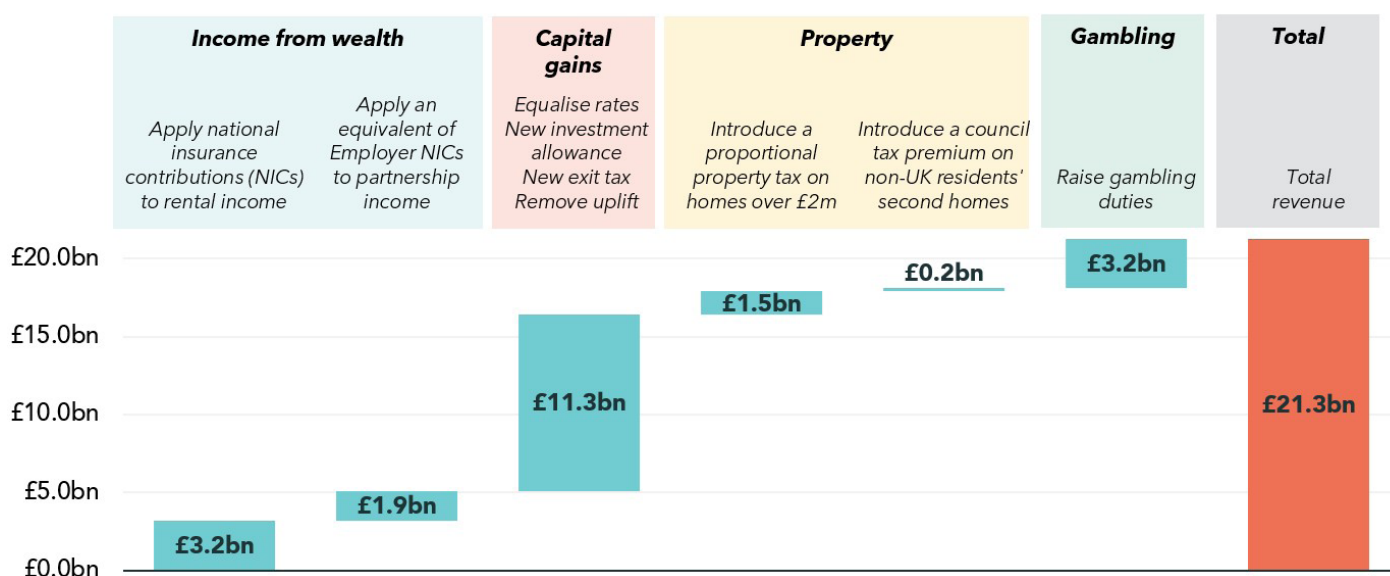 Income from wealth
Apply national
insurance
contributions (NICs)
to rental income
Apply an
equivalent of
Employer NICs
to partnership
income
Capital
gains
Equalise rates
New investment
allowance
New exit tax
Remove uplift
Property
Introduce a
proportional
property tax on
homes over £2m
Introduce a council
tax premium on
non-UK residents'
second homes
Gambling
Raise gambling
duties
Total
Total
revenue
£20.0bn
£15.0bn
£10.0bn
£5.0bn
£0.0bn
£3.2bn
£1.9bn
£11.3bn
£1.5bn
£0.2bn
£3.2bn
£21.3bn